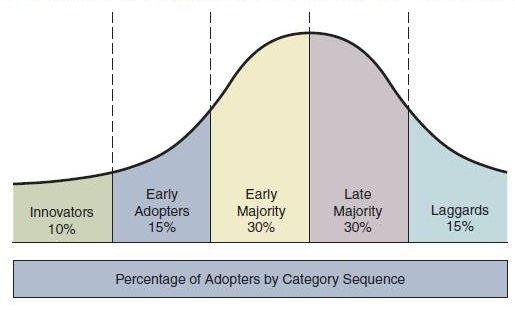 Innovators
10%
Early
Adopters
15%
Early
Majority
30%
Late
Majority
30%
Laggards
15%
Percentage of Adopters by Category Sequence